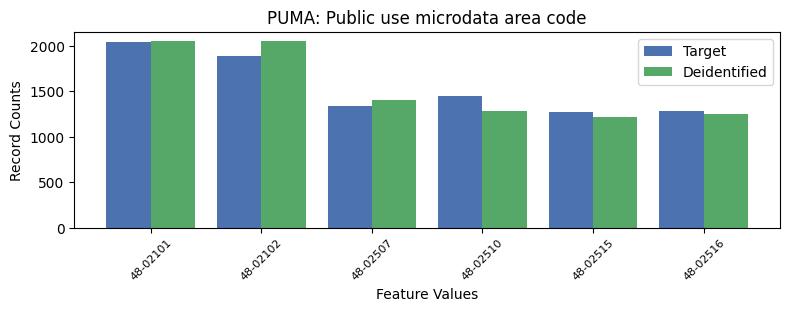 PUMA: Public use microdata area code
Target
Deidentified
Record Counts
2000
1500
1000
500
0
48-02101
48-02102
48-02507
48-02510
48-02515
48-02516
Feature Values